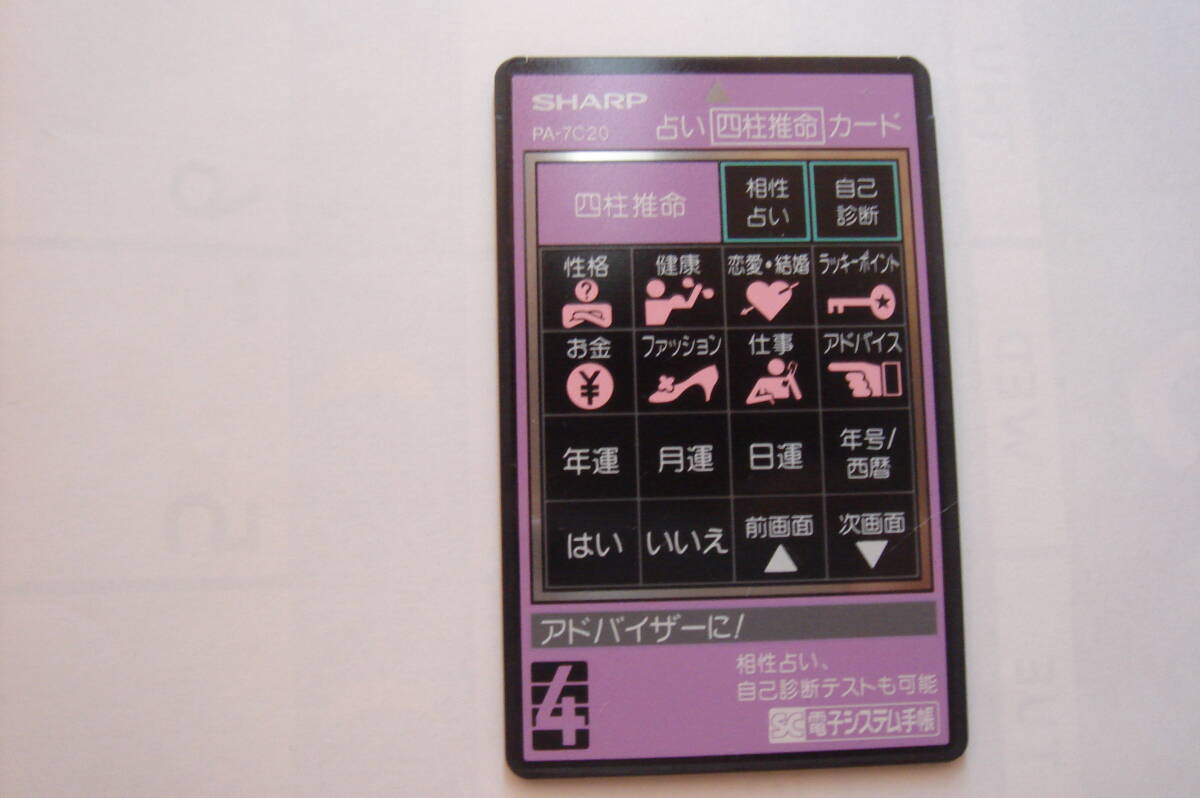 SHARP
PA-7C20 占い 四柱推命 カード
四柱推命
相性
占い
自己
診断
性格
健康
恋愛・結婚
ラッキーポイント
?
お金
ファッション
仕事
アドバイス
¥
年運
月運
日運
年号/
西暦
はい
いいえ
前画面
次画面
アドバイザーに!
相性占い、
自己診断テストも可能
4
SC 電子システム手帳